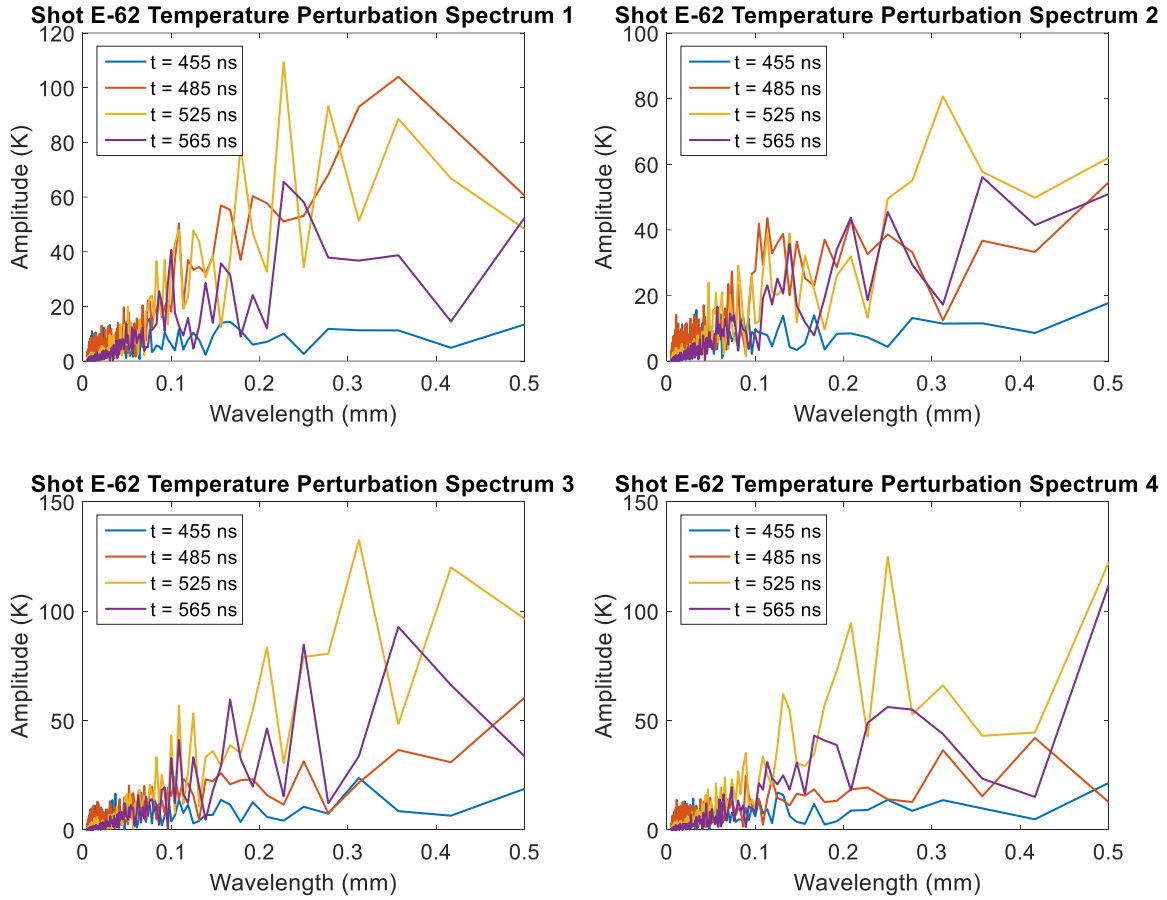 Shot E-62 Temperature Perturbation Spectrum 1
120
100
80
60
40
20
0
Amplitude (K)
t = 455 ns
t = 485 ns
t = 525 ns
t = 565 ns
0 0.1 0.2 0.3 0.4 0.5
Wavelength (mm)
Shot E-62 Temperature Perturbation Spectrum 2
100
80
60
40
20
0
Amplitude (K)
t = 455 ns
t = 485 ns
t = 525 ns
t = 565 ns
0 0.1 0.2 0.3 0.4 0.5
Wavelength (mm)
Shot E-62 Temperature Perturbation Spectrum 3
150
100
50
0
Amplitude (K)
t = 455 ns
t = 485 ns
t = 525 ns
t = 565 ns
0 0.1 0.2 0.3 0.4 0.5
Wavelength (mm)
Shot E-62 Temperature Perturbation Spectrum 4
150
100
50
0
Amplitude (K)
t = 455 ns
t = 485 ns
t = 525 ns
t = 565 ns
0 0.1 0.2 0.3 0.4 0.5
Wavelength (mm)